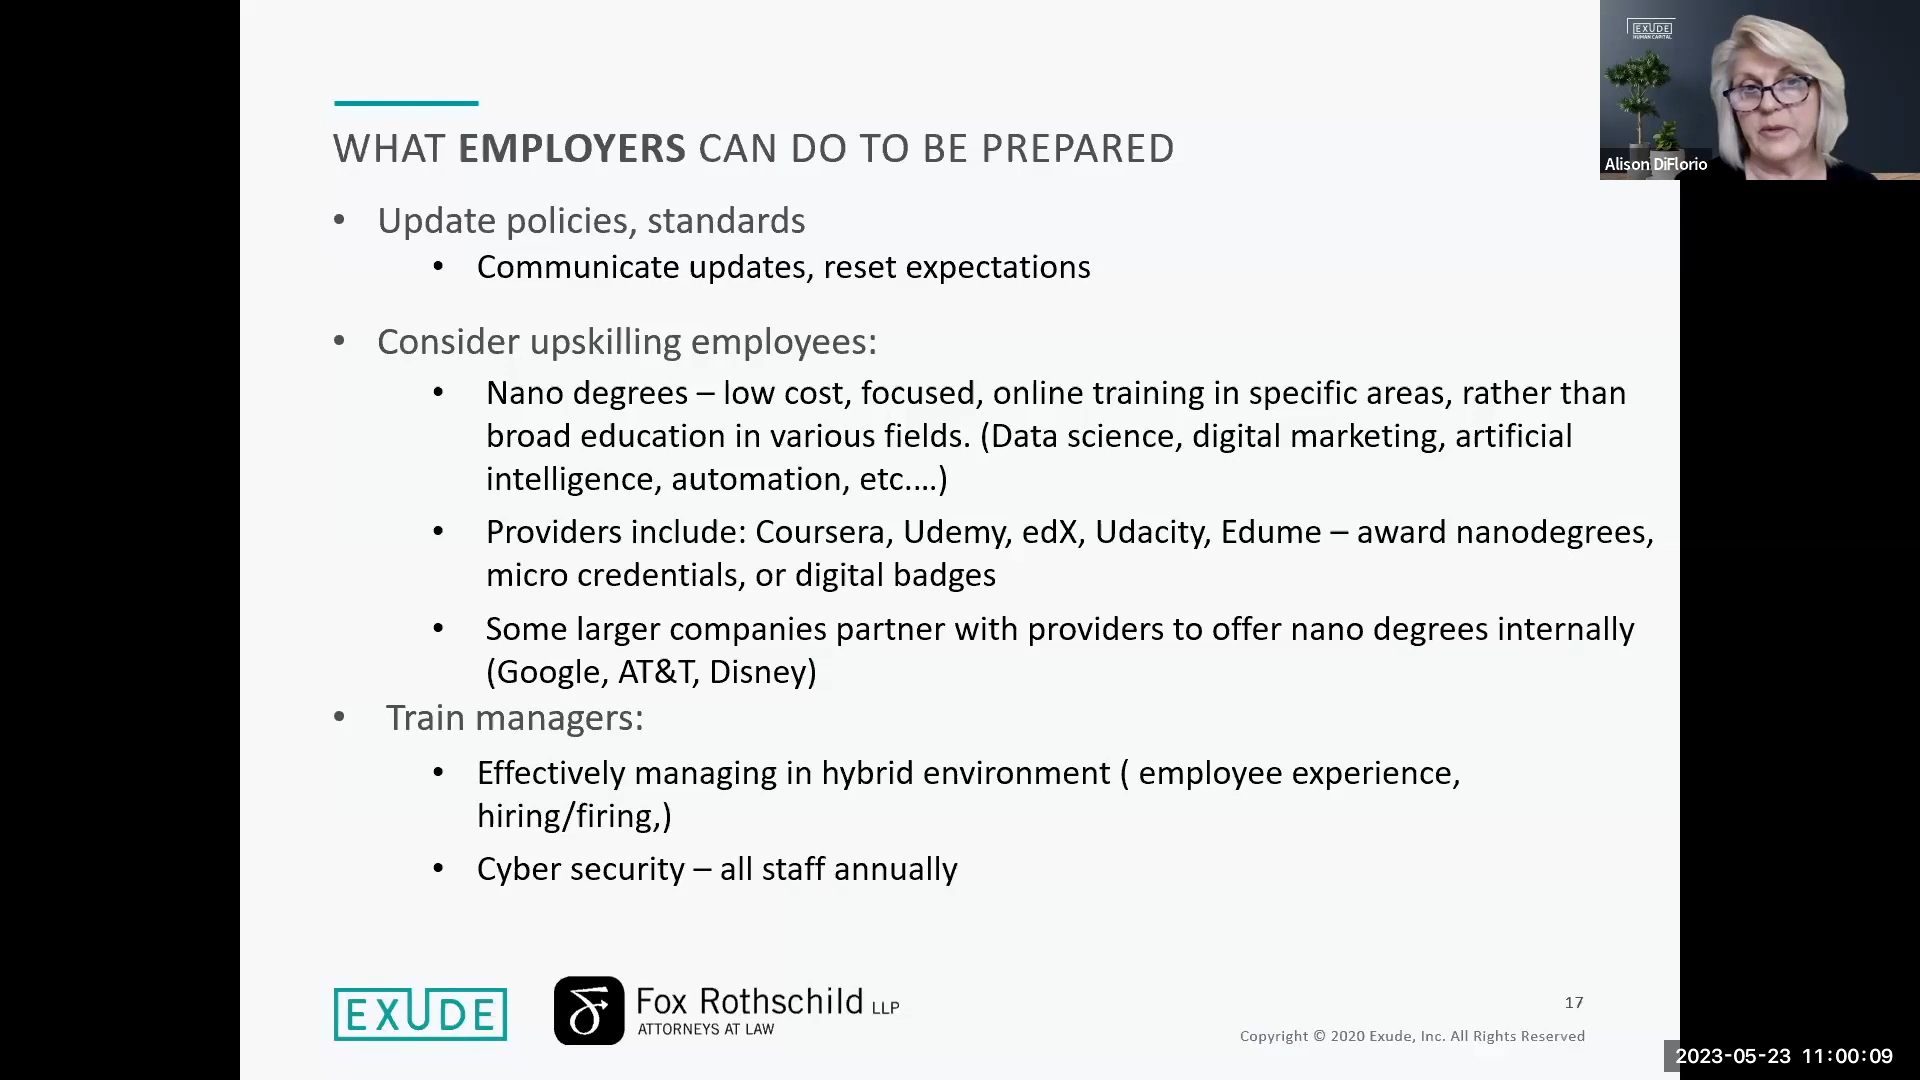 EXUDE
HUMAN CAPITAL
Alison DiFlorio
WHAT EMPLOYERS CAN DO TO BE PREPARED
• Update policies, standards
• Communicate updates, reset expectations
• Consider upskilling employees:
• Nano degrees – low cost, focused, online training in specific areas, rather than
broad education in various fields. (Data science, digital marketing, artificial
intelligence, automation, etc.…)
• Providers include: Coursera, Udemy, edX, Udacity, Edume – award nanodegrees,
micro credentials, or digital badges
• Some larger companies partner with providers to offer nano degrees internally
(Google, AT&T, Disney)
• Train managers:
• Effectively managing in hybrid environment ( employee experience,
hiring/firing,)
• Cyber security – all staff annually
EXUDE
Fox Rothschild LLP
ATTORNEYS AT LAW
17
Copyright © 2020 Exude, Inc. All Rights Reserved
2023-05-23 11:00:09